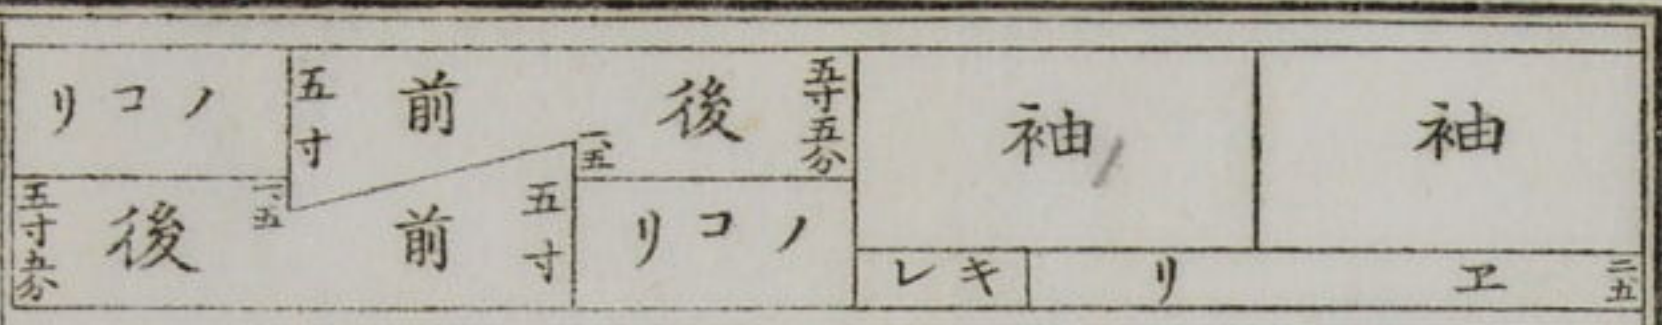 袖
袖
ヱリ
二、五
キレ
後
五寸五分
一、五
ノコリ
前
五寸
前
五寸
ノコリ
後
一、五
五寸五分